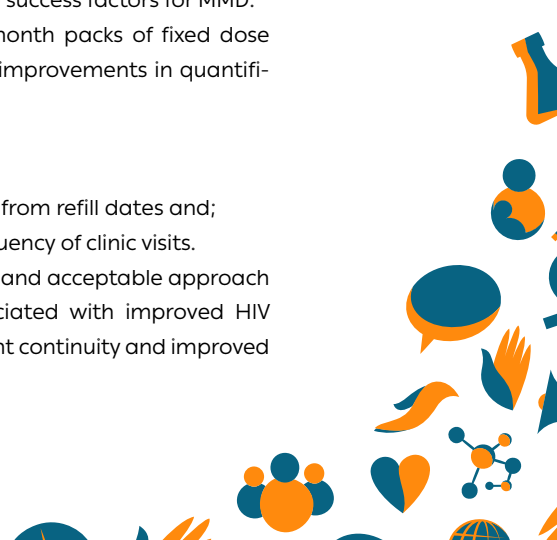 success factors for MMD.
month packs of fixed dose
improvements in quantifi-
from refill dates and;
uency of clinic visits.
and acceptable approach
ciated with improved HIV
nt continuity and improved